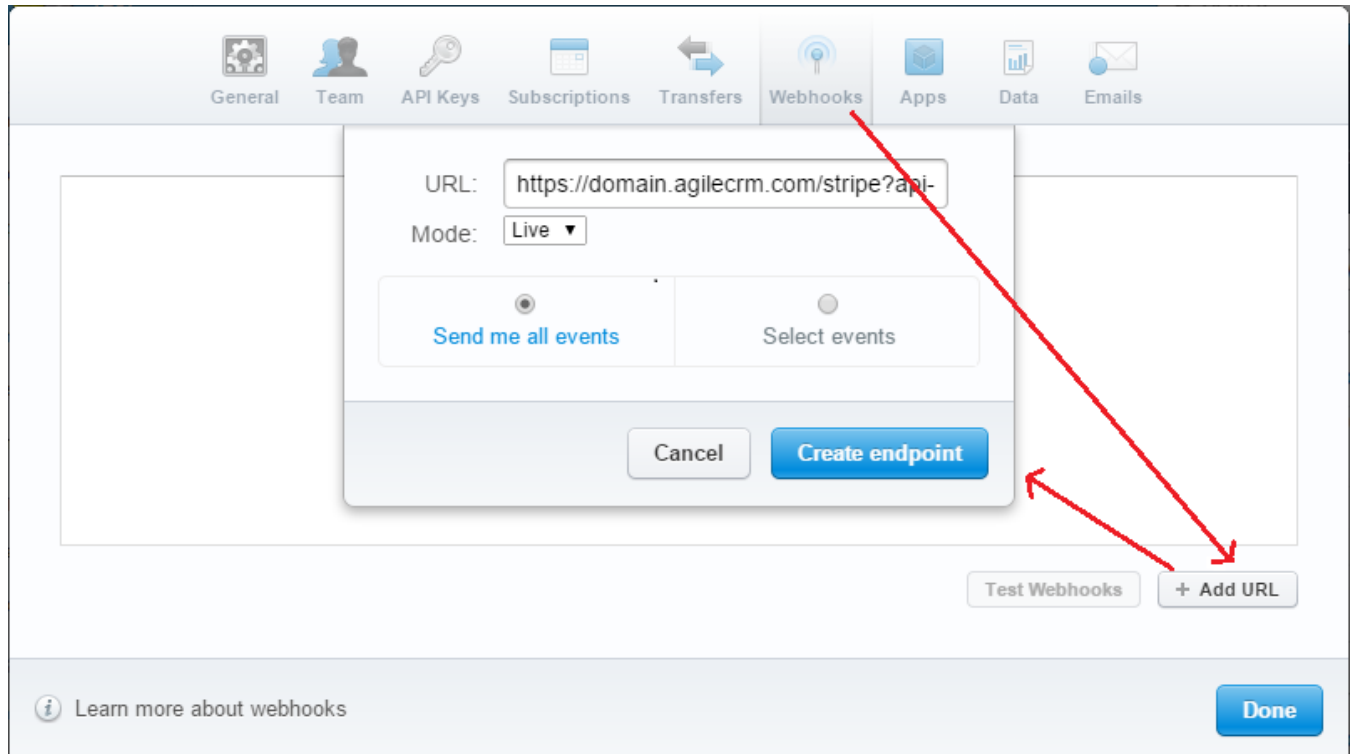 General Team API Keys Subscriptions Transfers Webhooks Apps Data Emails
URL: https://domain.agilecrm.com/stripe?api-
Mode: Live
Send me all events Select events
Cancel Create endpoint
Test Webhooks + Add URL
Learn more about webhooks Done